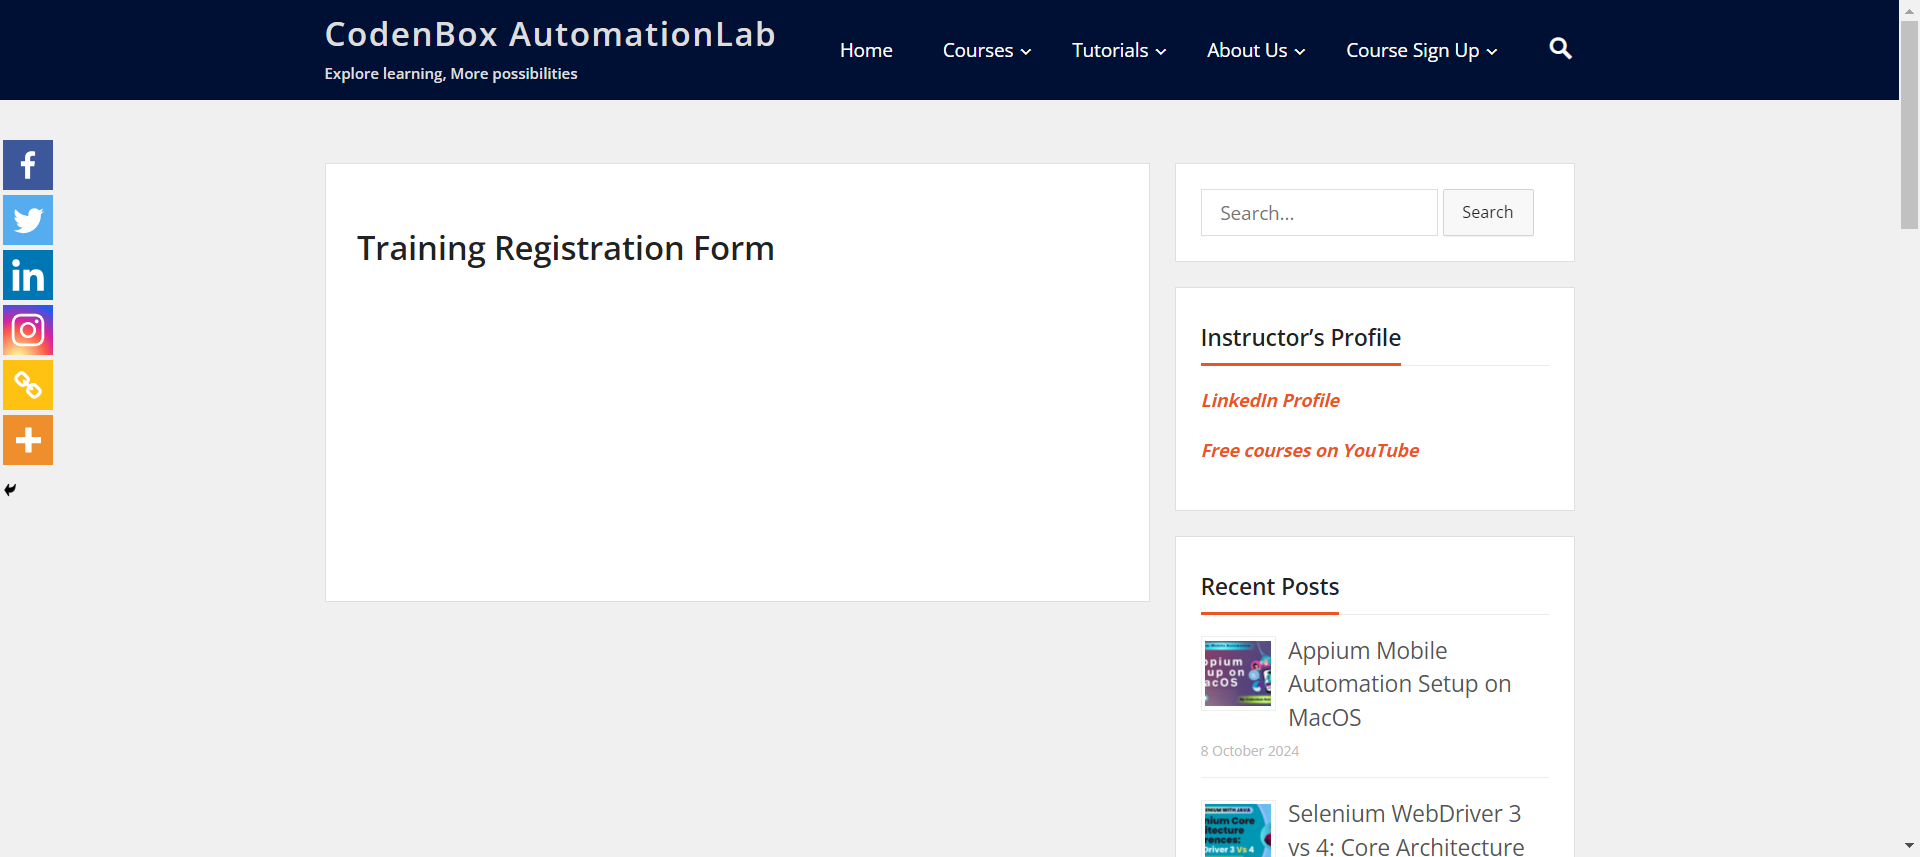 CodenBox AutomationLab
Explore learning, More possibilities
Home
Courses
Tutorials
About Us
Course Sign Up
Training Registration Form
Search...
Search
Instructor’s Profile
LinkedIn Profile
Free courses on YouTube
Recent Posts
Appium Mobile
Automation Setup on
MacOS
8 October 2024
Selenium WebDriver 3
vs 4: Core Architecture